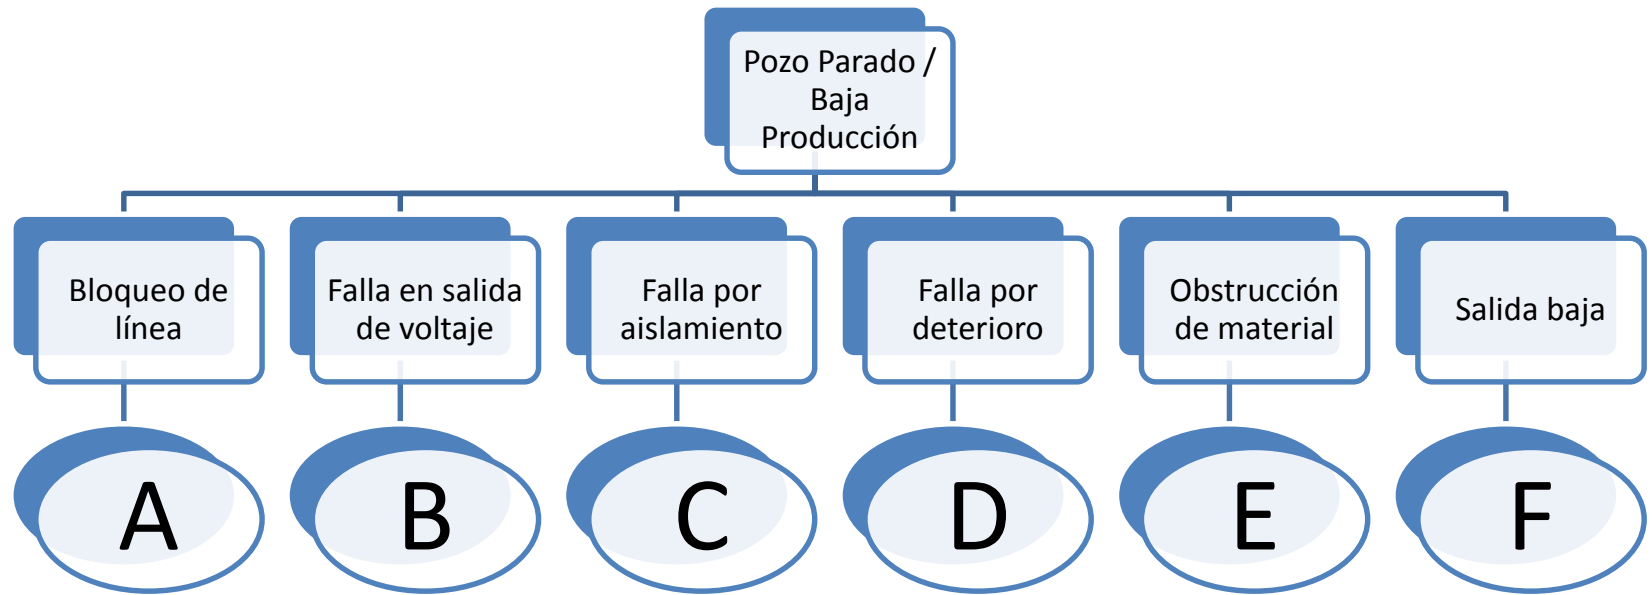 Pozo Parado /
Baja
Producción
Bloqueo de
línea
Falla en salida
de voltaje
Falla por
aislamiento
Falla por
deterioro
Obstrucción
de material
Salida baja
A
B
C
D
E
F